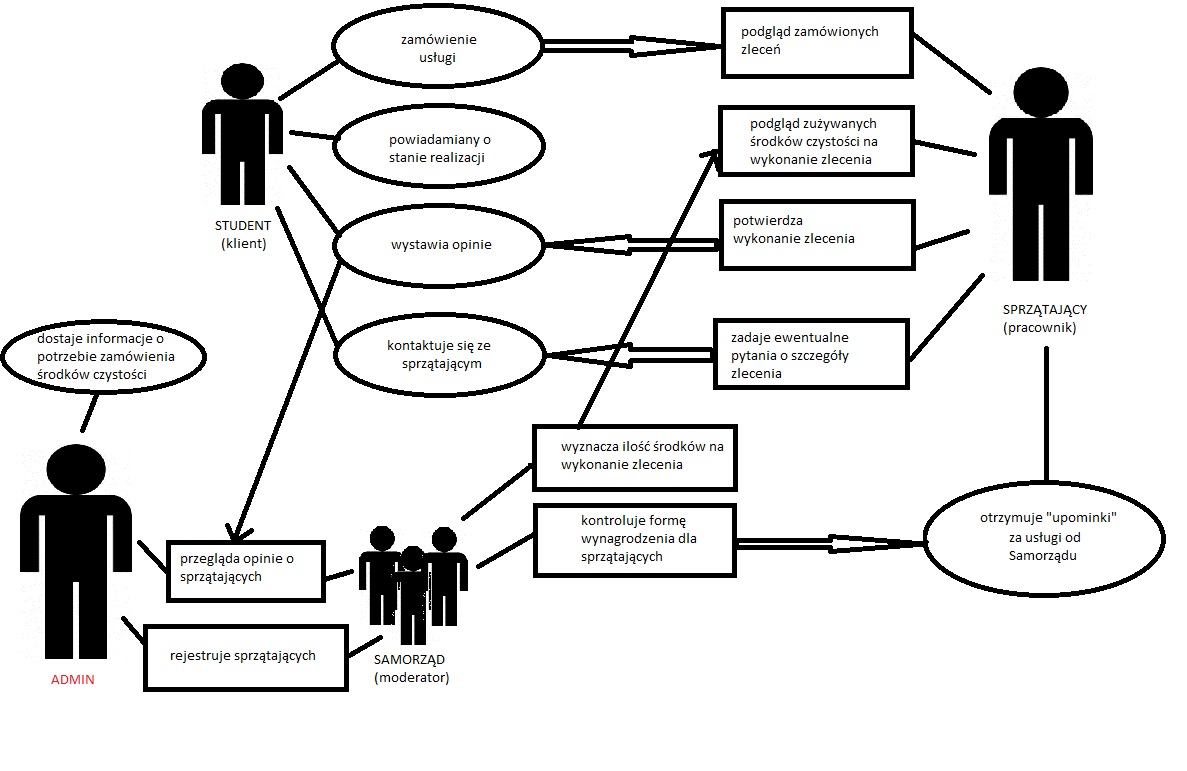 zamówienie
usługi
podgląd zamówionych
zleceń
powiadamiany o
stanie realizacji
podgląd zużywanych
środków czystości na
wykonanie zlecenia
STUDENT
(klient)
wystawia opinie
potwierdza
wykonanie zlecenia
SPRZĄTAJĄCY
(pracownik)
dostaje informacje o
potrzebie zamówienia
środków czystości
kontaktuje się ze
sprzątającym
zadaje ewentualne
pytania o szczegóły
zlecenia
wyznacza ilość środków na
wykonanie zlecenia
kontroluje formę
wynagrodzenia dla
sprzątających
otrzymuje "upominki"
za usługi od
Samorządu
przegląda opinie o
sprzątających
rejestruje sprzątających
SAMORZĄD
(moderator)
ADMIN